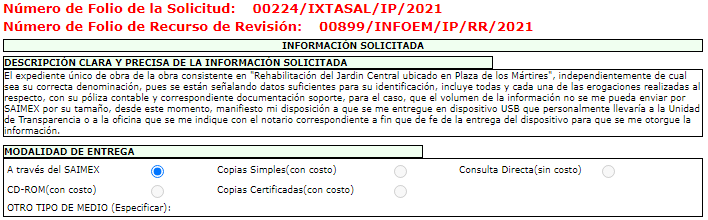 Número de Folio de la Solicitud: 00224/IXTASAL/IP/2021
Número de Folio de Recurso de Revisión: 00899/INFOEM/IP/RR/2021
INFORMACIÓN SOLICITADA
DESCRIPCIÓN CLARA Y PRECISA DE LA INFORMACIÓN SOLICITADA
El expediente único de obra de la obra consistente en "Rehabilitación del Jardin Central ubicado en Plaza de los Mártires", independientemente de cual
sea su correcta denominación, pues se están señalando datos suficientes para su identificación, incluye todas y cada una de las erogaciones realizadas al
respecto, con su póliza contable y correspondiente documentación soporte, para el caso, que el volumen de la información no se me pueda enviar por
SAIMEX por su tamaño, desde este momento, manifiesto mi disposición a que se me entregue en dispositivo USB que personalmente llevaría a la Unidad
de Transparencia o a la oficina que se me indique con el notario correspondiente a fin que de fe de la entrega del dispositivo para que se me otorgue la
información.
MODALIDAD DE ENTREGA
A través del SAIMEX Copias Simples(con costo) Consulta Directa(sin costo)
CD-ROM(con costo) Copias Certificadas(con costo)
OTRO TIPO DE MEDIO (Especificar):